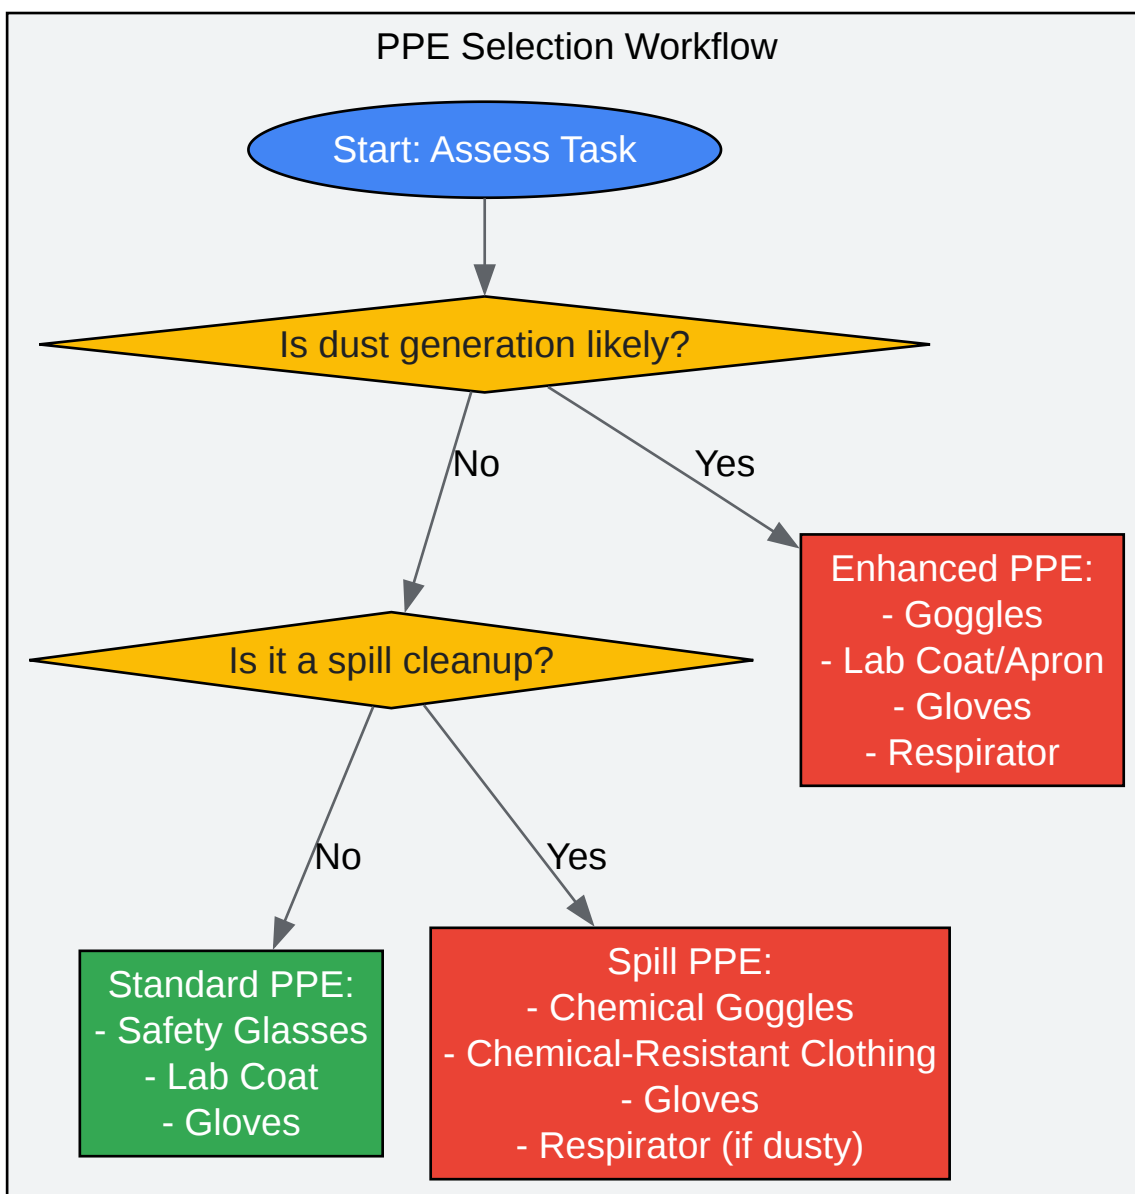 PPE Selection Workflow
Start: Assess Task
Is dust generation likely?
No
Yes
Enhanced PPE:
- Goggles
- Lab Coat/Apron
- Gloves
- Respirator
Is it a spill cleanup?
No
Yes
Standard PPE:
- Safety Glasses
- Lab Coat
- Gloves
Spill PPE:
- Chemical Goggles
- Chemical-Resistant Clothing
- Gloves
- Respirator (if dusty)